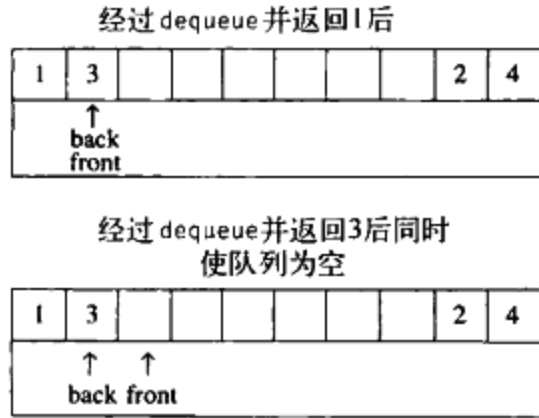 经过dequeue并返回1后
1 3 2 4
↑
back
front
经过dequeue并返回3后同时
使队列为空
1 3 2 4
↑ ↑
back front